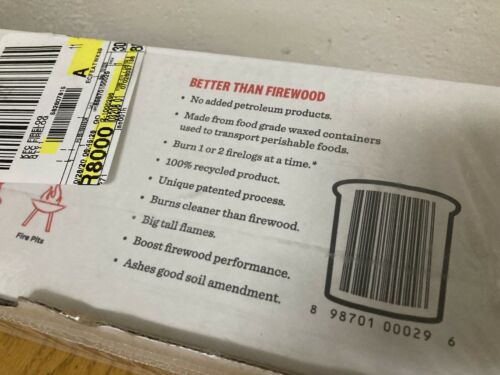 BETTER THAN FIREWOOD
• No added petroleum products.
• Made from food grade waxed containers
used to transport perishable foods.
• Burn 1 or 2 firelogs at a time.*
• 100% recycled product.
• Unique patented process.
• Burns cleaner than firewood.
• Big tall flames.
• Boost firewood performance.
• Ashes good soil amendment.
8 98701 00029 6
Fire Pits
A
R8000